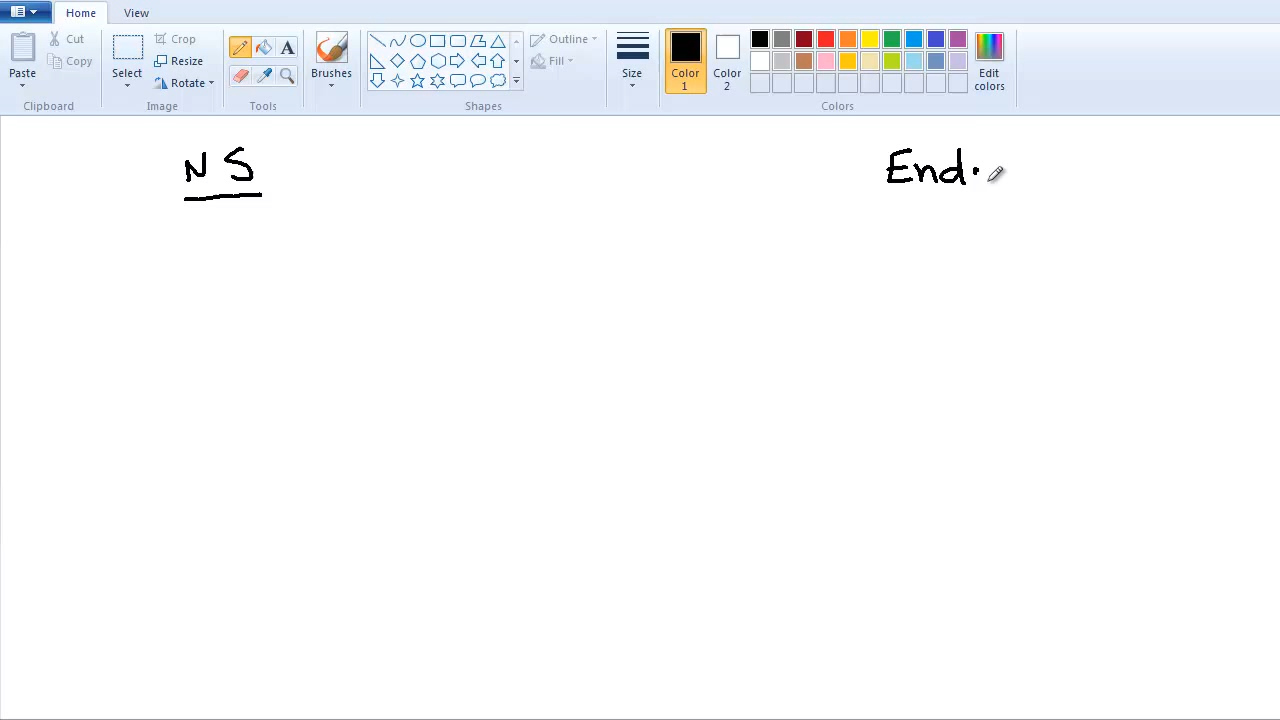 Home View
Cut
Copy
Paste
Clipboard
Select
Crop
Resize
Rotate
Image
A
Tools
Brushes
Shapes
Outline
Fill
Size
Color 1
Color 2
Colors
Edit colors
N S
End.